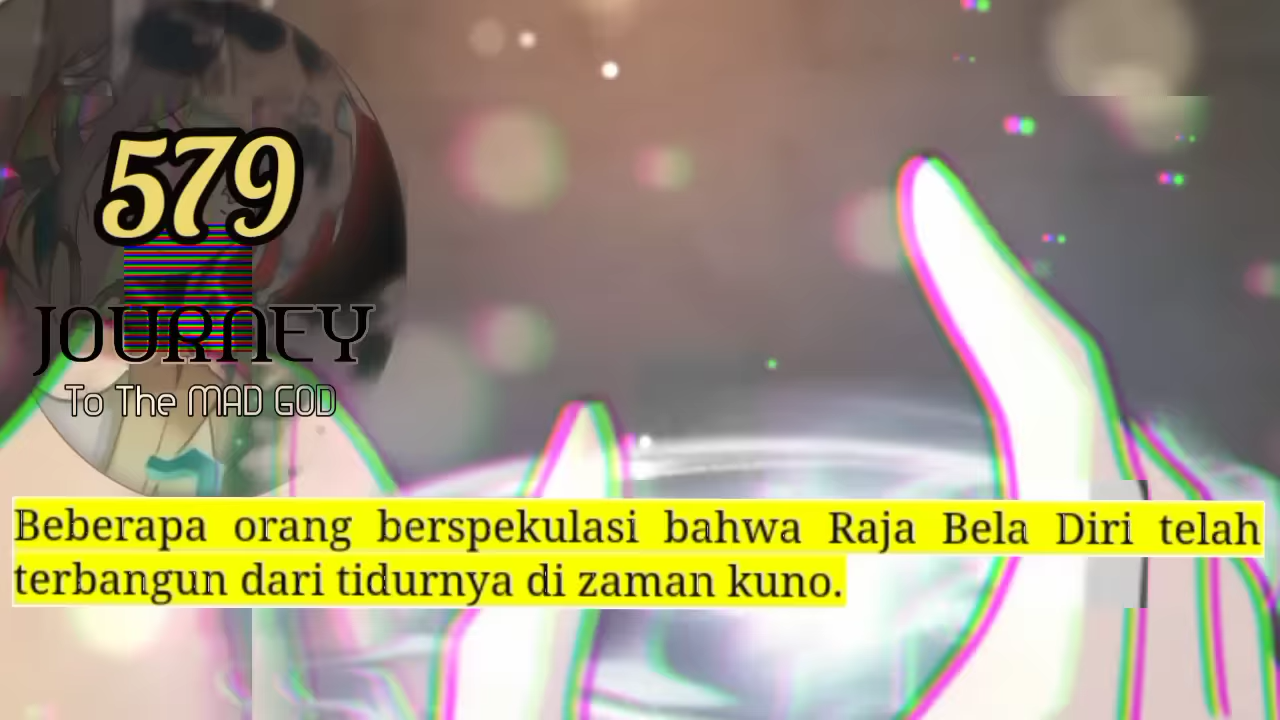 579
JOURNEY
To The MAD GOD
Beberapa orang berspekulasi bahwa Raja Bela Diri telah
terbangun dari tidurnya di zaman kuno.